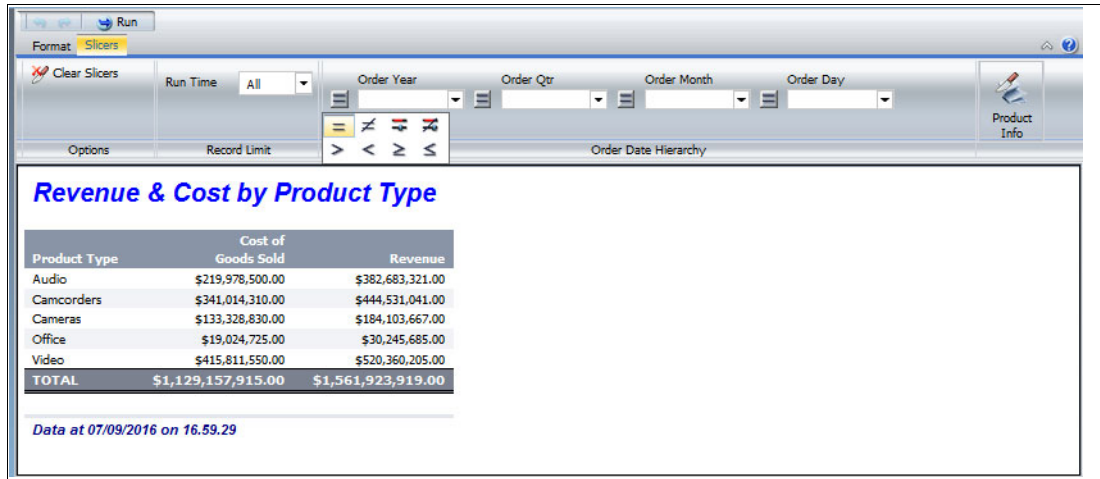 Run
Format Slicers
Clear Slicers
Run Time All
Order Year Order Qtr Order Month Order Day
= ≠
> < ≥ ≤
Product
Info
Options Record Limit Order Date Hierarchy
Revenue & Cost by Product Type
Cost of
Product Type Goods Sold Revenue
Audio $219,978,500.00 $382,683,321.00
Camcorders $341,014,310.00 $444,531,041.00
Cameras $133,328,830.00 $184,103,667.00
Office $19,024,725.00 $30,245,685.00
Video $415,811,550.00 $520,360,205.00
TOTAL $1,129,157,915.00 $1,561,923,919.00
Data at 07/09/2016 on 16.59.29